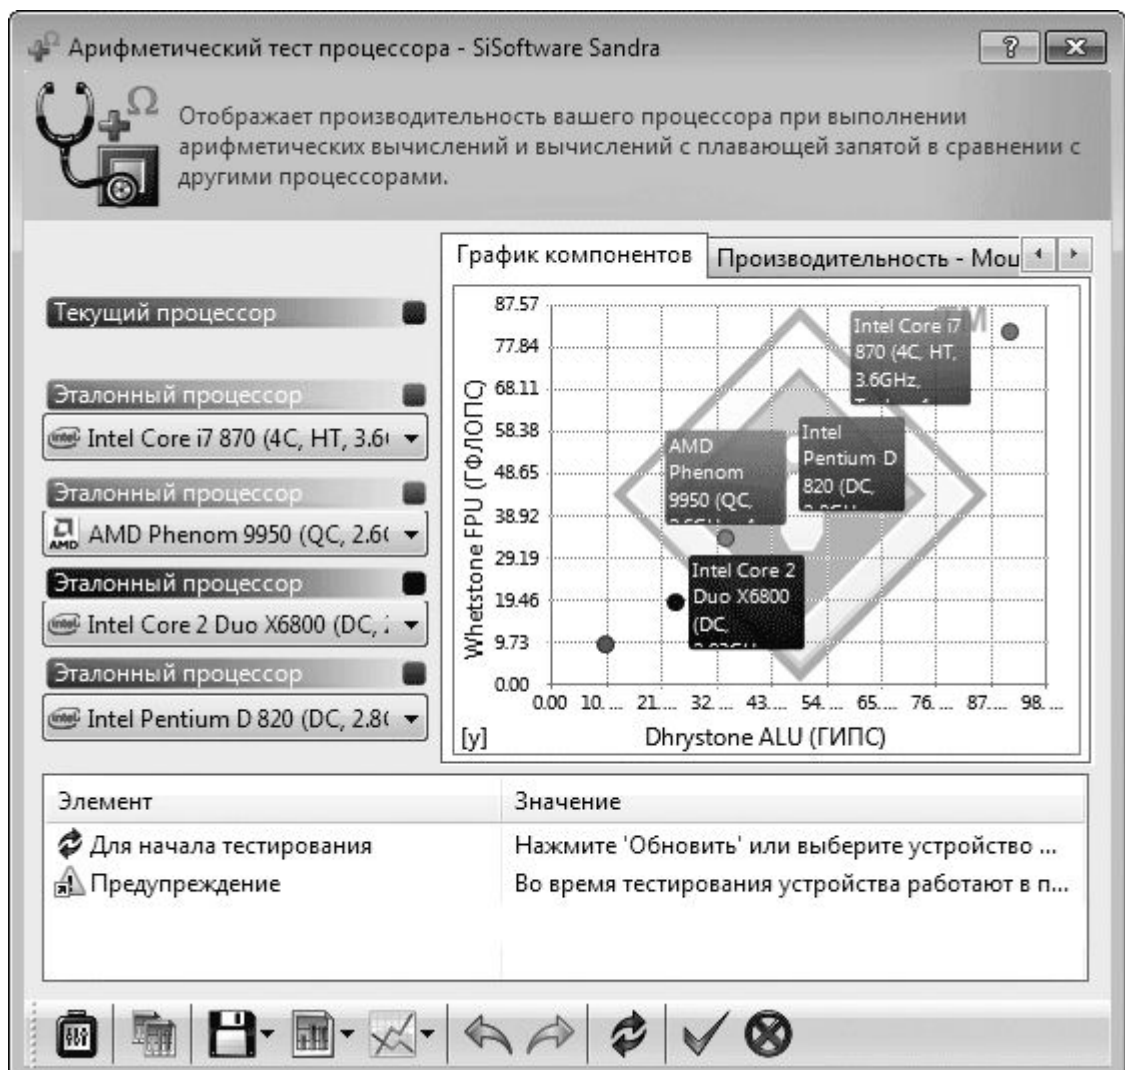 Арифметический тест процессора - SiSoftware Sandra
Отображает производительность вашего процессора при выполнении
арифметических вычислений и вычислений с плавающей запятой в сравнении с
другими процессорами.
График компонентов
Производительность - Мощ
Текущий процессор
Эталонный процессор
Intel Core i7 870 (4C, HT, 3.6
Эталонный процессор
AMD Phenom 9950 (QC, 2.6
Эталонный процессор
Intel Core 2 Duo X6800 (DC,
Эталонный процессор
Intel Pentium D 820 (DC, 2.8
Whetstone FPU (ГФЛОПС)
87.57
77.84
68.11
58.38
48.65
38.92
29.19
19.46
9.73
0.00
Intel Core i7
870 (4C, HT,
3.6GHz,
AMD
Phenom
9950 (QC,
Intel
Pentium D
820 (DC,
Intel Core 2
Duo X6800
(DC,
0.00 10. ... 21. ... 32. ... 43. ... 54. ... 65. ... 76. ... 87. ... 98. ...
[y]
Dhrystone ALU (ГИПС)
Элемент
Значение
Для начала тестирования
Нажмите 'Обновить' или выберите устройство ...
Предупреждение
Во время тестирования устройства работают в п...